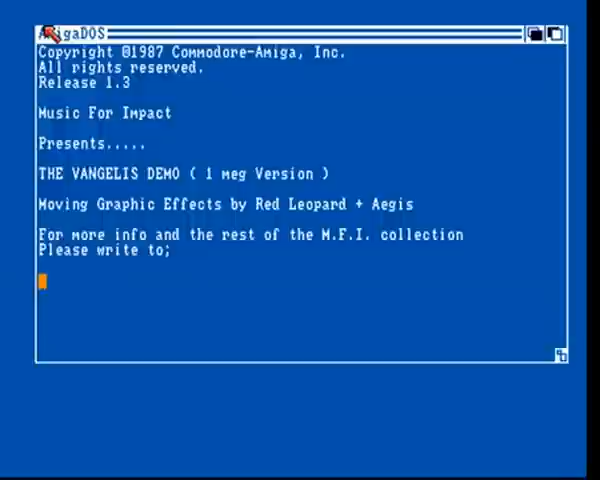 AmigaDOS
Copyright ©1987 Commodore-Amiga, Inc.
All rights reserved.
Release 1.3
Music For Impact
Presents.....
THE VANGELIS DEMO ( 1 meg Version )
Moving Graphic Effects by Red Leopard + Aegis
For more info and the rest of the M.F.I. collection
Please write to;